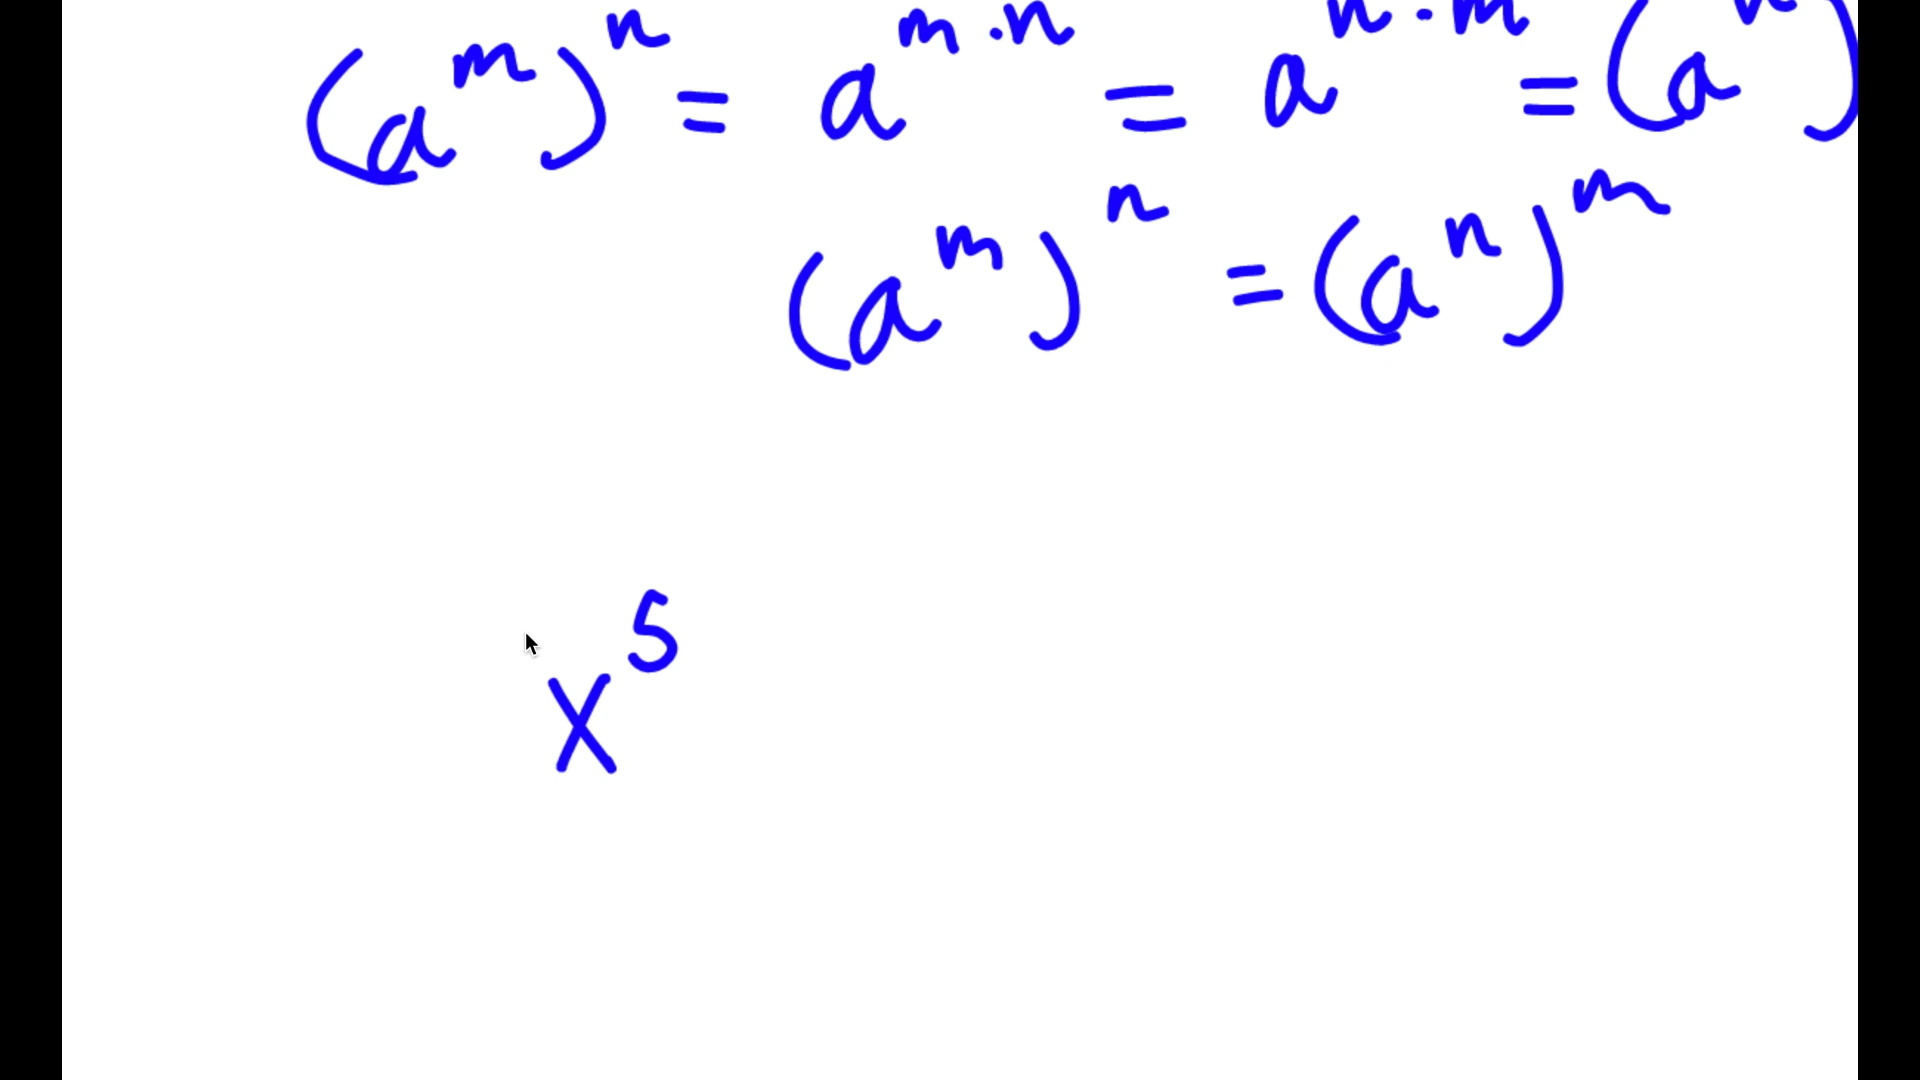 (a^m)^n = a^{m·n} = a^{n·m} = (a^n)
(a^m)^n = (a^n)^m
x^5